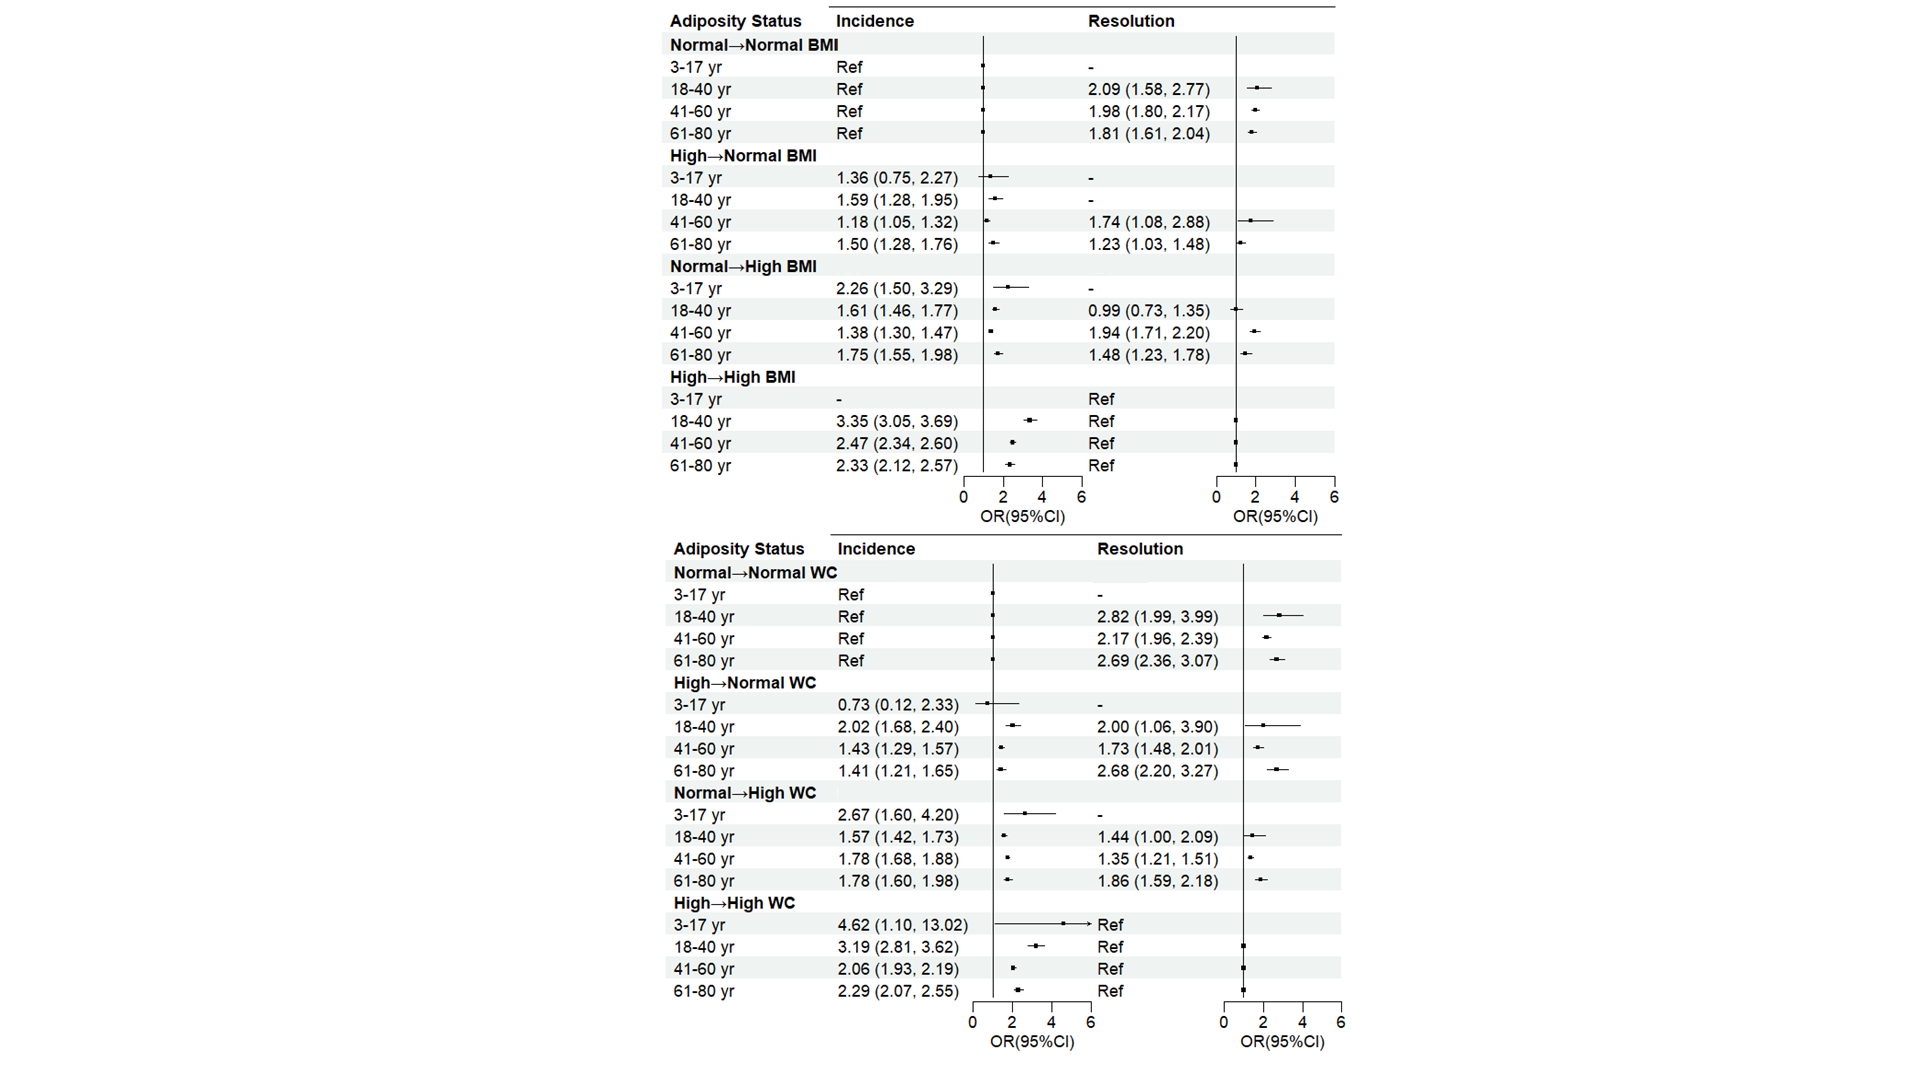 Adiposity Status Incidence Resolution
Normal→Normal BMI
3-17 yr Ref -
18-40 yr Ref 2.09 (1.58, 2.77)
41-60 yr Ref 1.98 (1.80, 2.17)
61-80 yr Ref 1.81 (1.61, 2.04)
High→Normal BMI
3-17 yr 1.36 (0.75, 2.27) -
18-40 yr 1.59 (1.28, 1.95) -
41-60 yr 1.18 (1.05, 1.32) 1.74 (1.08, 2.88)
61-80 yr 1.50 (1.28, 1.76) 1.23 (1.03, 1.48)
Normal→High BMI
3-17 yr 2.26 (1.50, 3.29) -
18-40 yr 1.61 (1.46, 1.77) 0.99 (0.73, 1.35)
41-60 yr 1.38 (1.30, 1.47) 1.94 (1.71, 2.20)
61-80 yr 1.75 (1.55, 1.98) 1.48 (1.23, 1.78)
High→High BMI
3-17 yr - Ref
18-40 yr 3.35 (3.05, 3.69) Ref
41-60 yr 2.47 (2.34, 2.60) Ref
61-80 yr 2.33 (2.12, 2.57) Ref
0 2 4 6 0 2 4 6
OR(95%CI) OR(95%CI)
Adiposity Status Incidence Resolution
Normal→Normal WC
3-17 yr Ref -
18-40 yr Ref 2.82 (1.99, 3.99)
41-60 yr Ref 2.17 (1.96, 2.39)
61-80 yr Ref 2.69 (2.36, 3.07)
High→Normal WC
3-17 yr 0.73 (0.12, 2.33) -
18-40 yr 2.02 (1.68, 2.40) 2.00 (1.06, 3.90)
41-60 yr 1.43 (1.29, 1.57) 1.73 (1.48, 2.01)
61-80 yr 1.41 (1.21, 1.65) 2.68 (2.20, 3.27)
Normal→High WC
3-17 yr 2.67 (1.60, 4.20) -
18-40 yr 1.57 (1.42, 1.73) 1.44 (1.00, 2.09)
41-60 yr 1.78 (1.68, 1.88) 1.35 (1.21, 1.51)
61-80 yr 1.78 (1.60, 1.98) 1.86 (1.59, 2.18)
High→High WC
3-17 yr 4.62 (1.10, 13.02) Ref
18-40 yr 3.19 (2.81, 3.62) Ref
41-60 yr 2.06 (1.93, 2.19) Ref
61-80 yr 2.29 (2.07, 2.55) Ref
0 2 4 6 0 2 4 6
OR(95%CI) OR(95%CI)